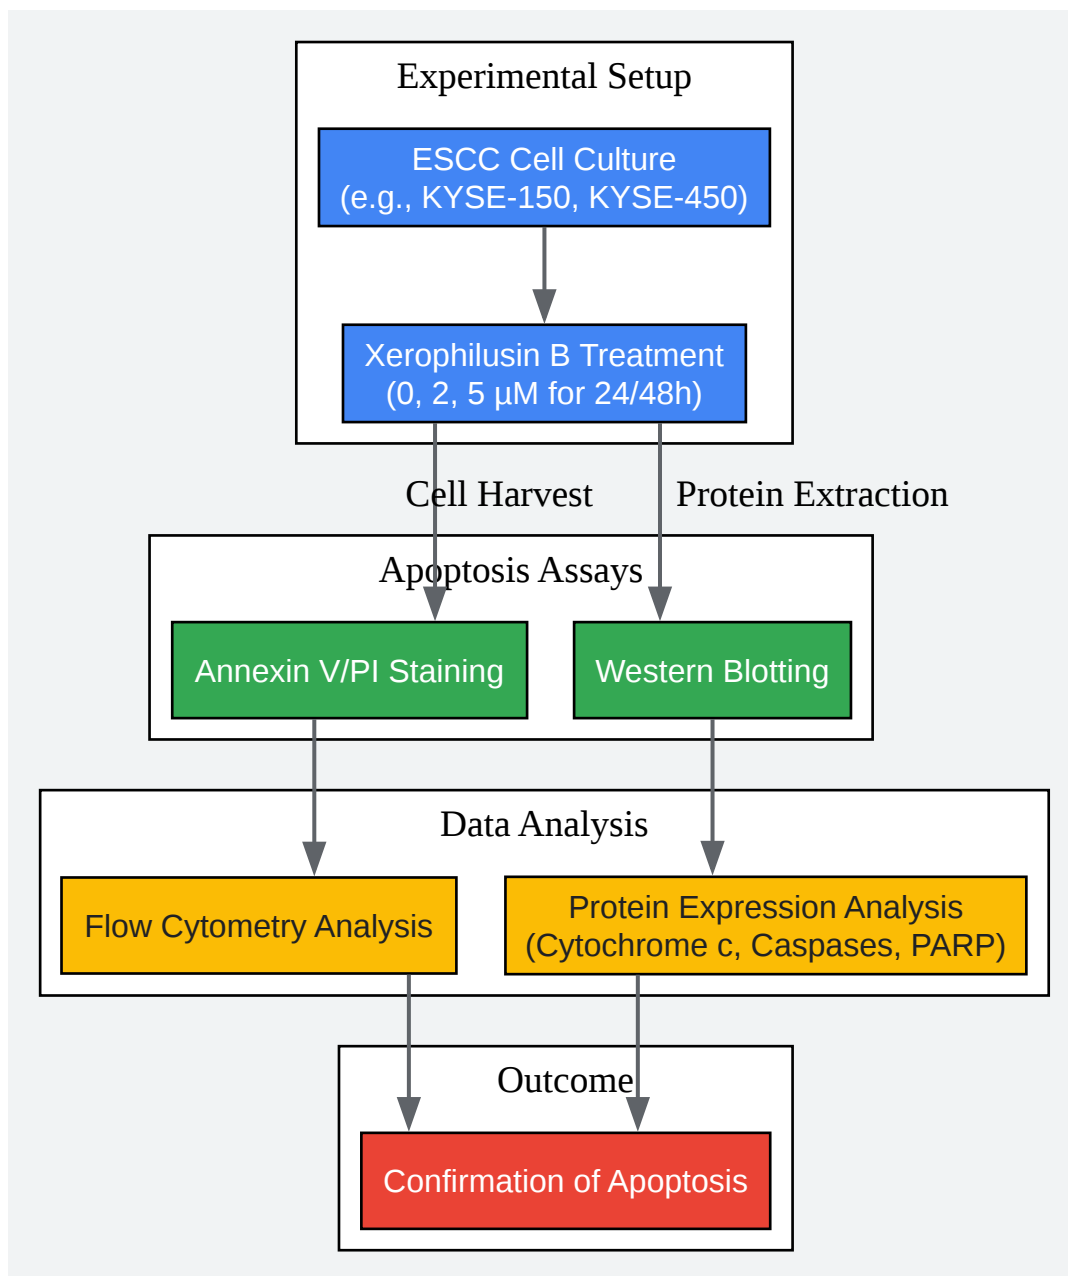 Experimental Setup
ESCC Cell Culture
(e.g., KYSE-150, KYSE-450)
Xerophilusin B Treatment
(0, 2, 5 µM for 24/48h)
Cell Harvest
Protein Extraction
Apoptosis Assays
Annexin V/PI Staining
Western Blotting
Data Analysis
Flow Cytometry Analysis
Protein Expression Analysis
(Cytochrome c, Caspases, PARP)
Outcome
Confirmation of Apoptosis